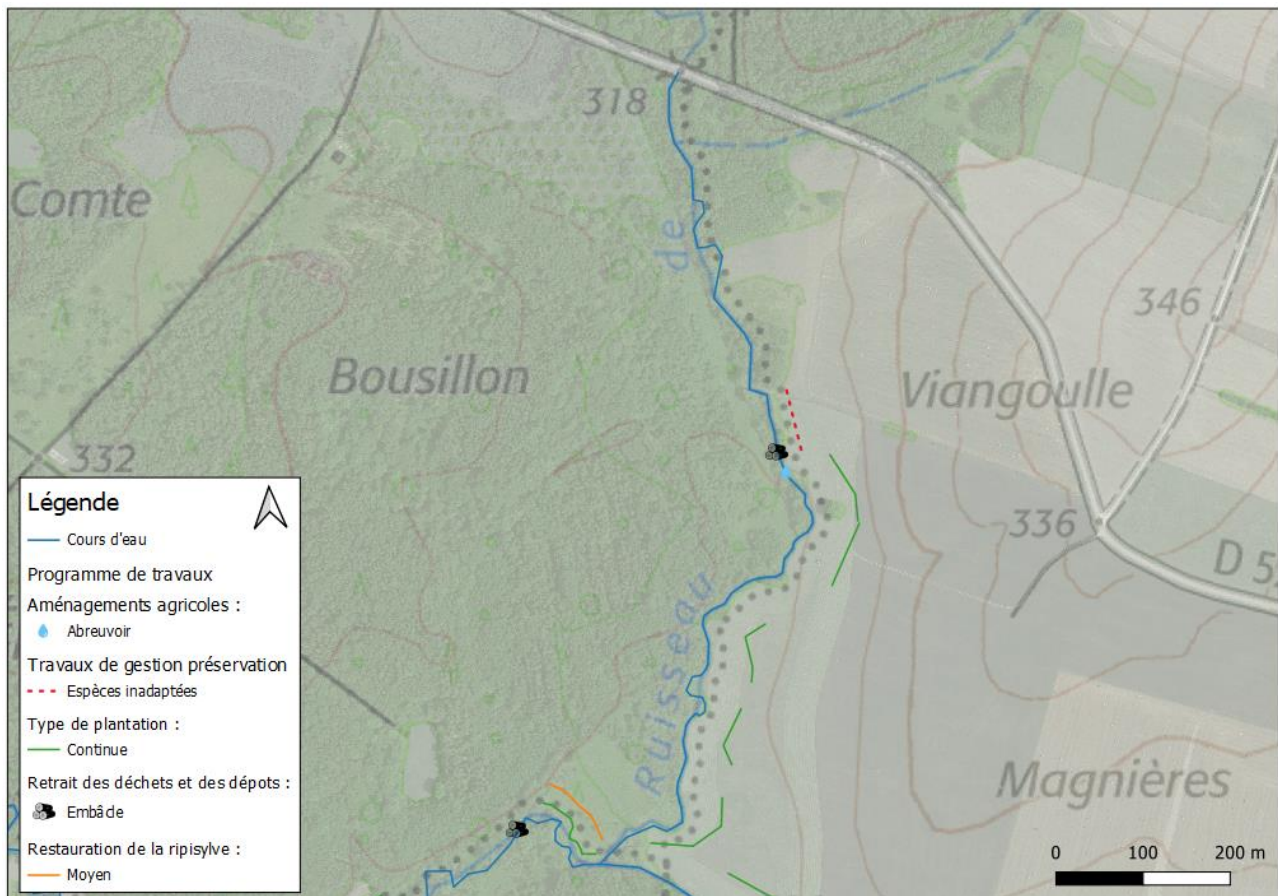 318
de
Comte
346
Bousillon
Viangoulle
332
336
D 5
Ruisseau
Magnières
Légende
Cours d'eau
Programme de travaux
Aménagements agricoles :
Abreuvoir
Travaux de gestion préservation
Espèces inadaptées
Type de plantation :
Continue
Retrait des déchets et des dépots :
Embâcle
Restauration de la ripisylve :
Moyen
0 100 200 m